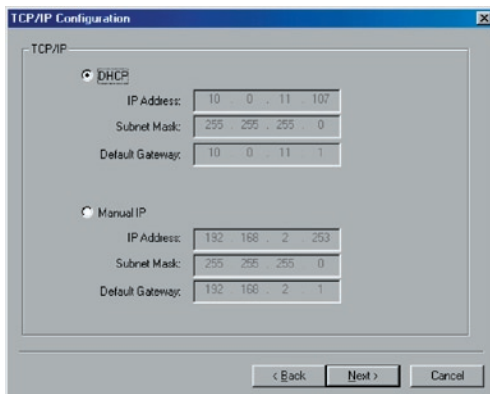 TCP/IP Configuration
TCP/IP
DHCP
IP Address: 10 . 0 . 11 . 107
Subnet Mask: 255 . 255 . 255 . 0
Default Gateway: 10 . 0 . 11 . 1
Manual IP
IP Address: 192 . 168 . 2 . 253
Subnet Mask: 255 . 255 . 255 . 0
Default Gateway: 192 . 168 . 2 . 1
< Back Next > Cancel